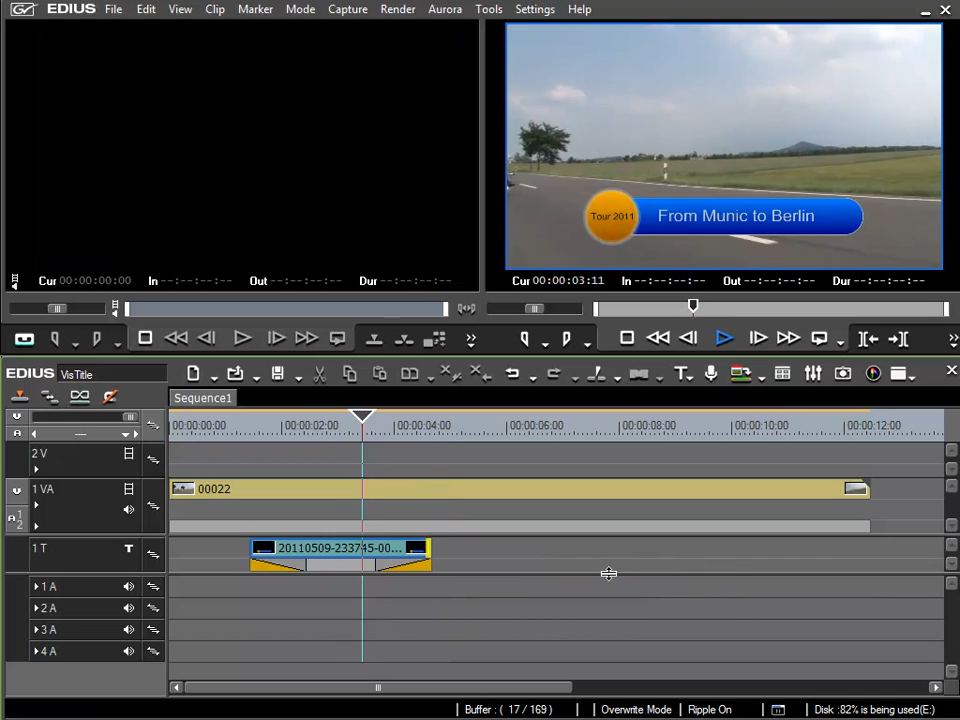 EDIUS File Edit View Clip Marker Mode Capture Render Aurora Tools Settings Help
Tour 2011 From Munic to Berlin
Cur 00:00:00:00 In --:--:--:-- Out --:--:--:-- Dur --:--:--:--
Cur 00:00:03:11 In --:--:--:-- Out --:--:--:-- Dur --:--:--:--
EDIUS VisTitle
Sequence1
00:00:00:00 00:00:02:00 00:00:04:00 00:00:06:00 00:00:08:00 00:00:10:00 00:00:12:00
2 V
1 VA 00022
A 1
2
1 T T 20110509-233745-00...
1 A
2 A
3 A
4 A
Buffer : ( 17 / 169 ) Overwrite Mode Ripple On Disk :82% is being used(E:)